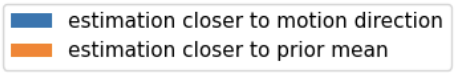 estimation closer to motion direction
estimation closer to prior mean